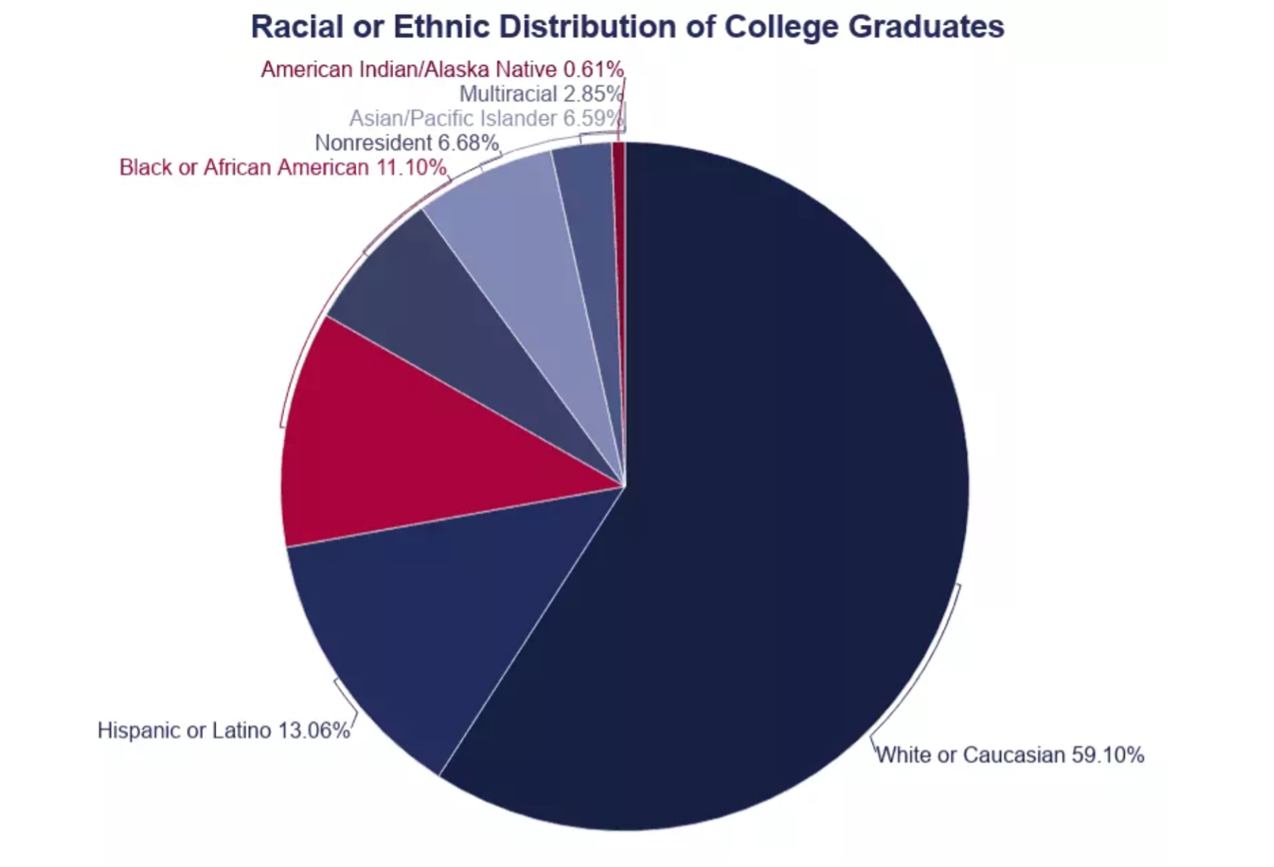 Racial or Ethnic Distribution of College Graduates
American Indian/Alaska Native 0.61%
Multiracial 2.85%
Asian/Pacific Islander 6.59%
Nonresident 6.68%
Black or African American 11.10%
Hispanic or Latino 13.06%
White or Caucasian 59.10%